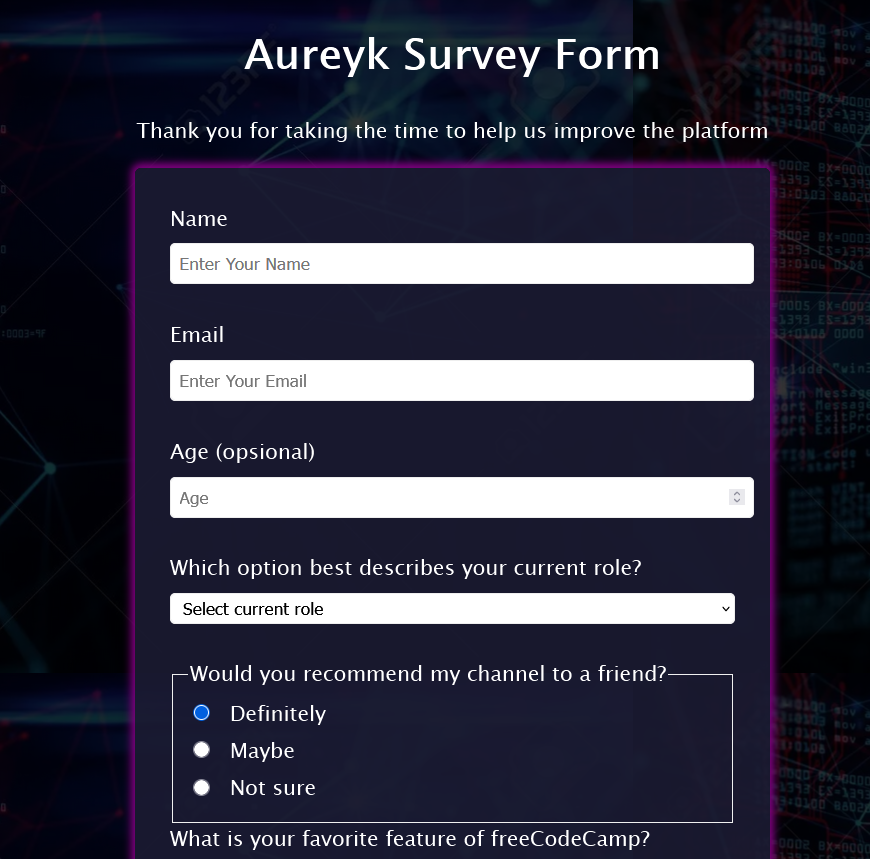 Aureyk Survey Form
Thank you for taking the time to help us improve the platform
Name
Enter Your Name
Email
Enter Your Email
Age (opsional)
Age
Which option best describes your current role?
Select current role
Would you recommend my channel to a friend?
Definitely
Maybe
Not sure
What is your favorite feature of freeCodeCamp?